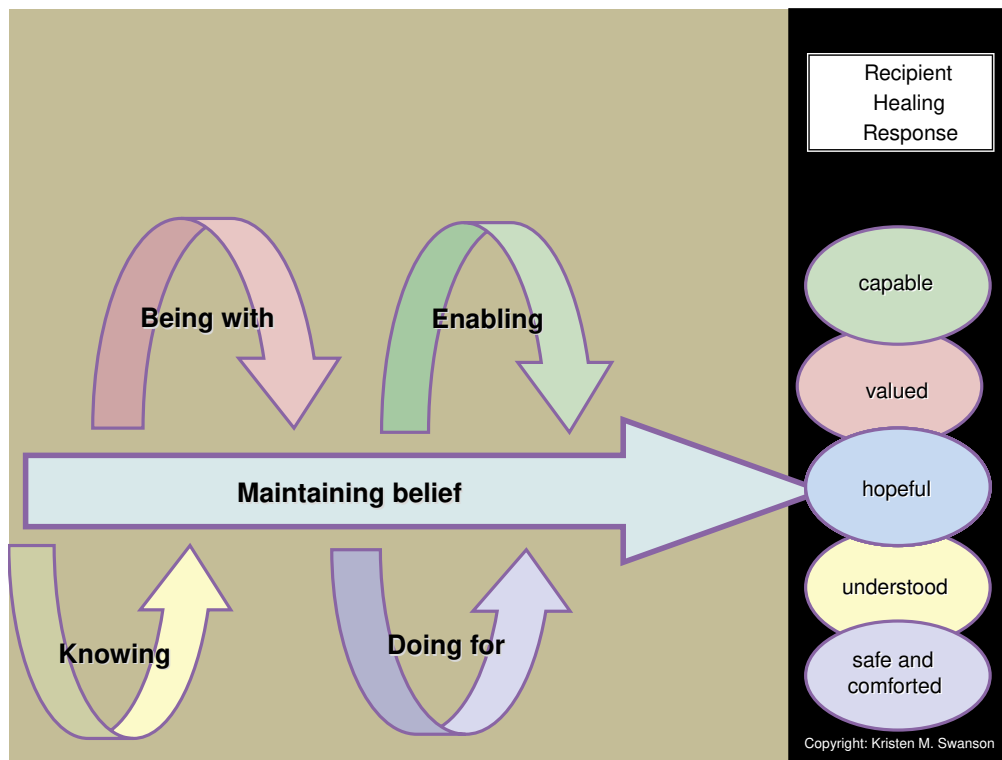 Recipient
Healing
Response
Being with
Enabling
Maintaining belief
Knowing
Doing for
capable
valued
hopeful
understood
safe and
comforted
Copyright: Kristen M. Swanson